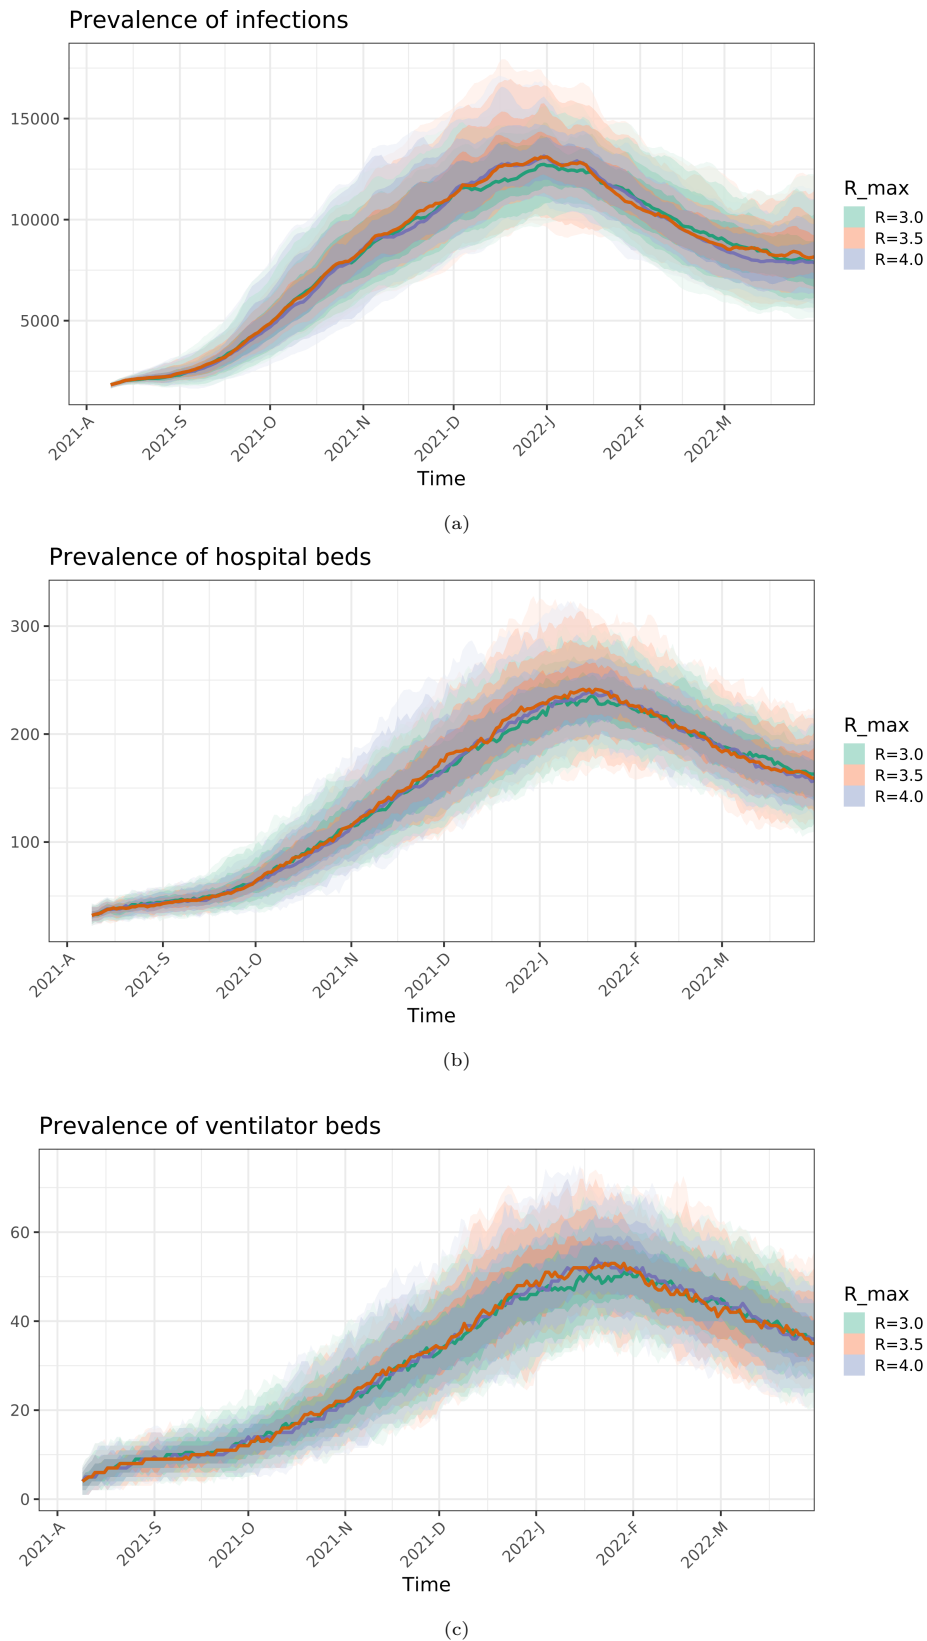 Prevalence of infections
15000
10000
5000
2021-A
2021-S
2021-O
2021-N
2021-D
2022-J
2022-F
2022-M
Time
R_max
R=3.0
R=3.5
R=4.0
(a)
Prevalence of hospital beds
300
200
100
2021-A
2021-S
2021-O
2021-N
2021-D
2022-J
2022-F
2022-M
Time
R_max
R=3.0
R=3.5
R=4.0
(b)
Prevalence of ventilator beds
60
40
20
0
2021-A
2021-S
2021-O
2021-N
2021-D
2022-J
2022-F
2022-M
Time
R_max
R=3.0
R=3.5
R=4.0
(c)